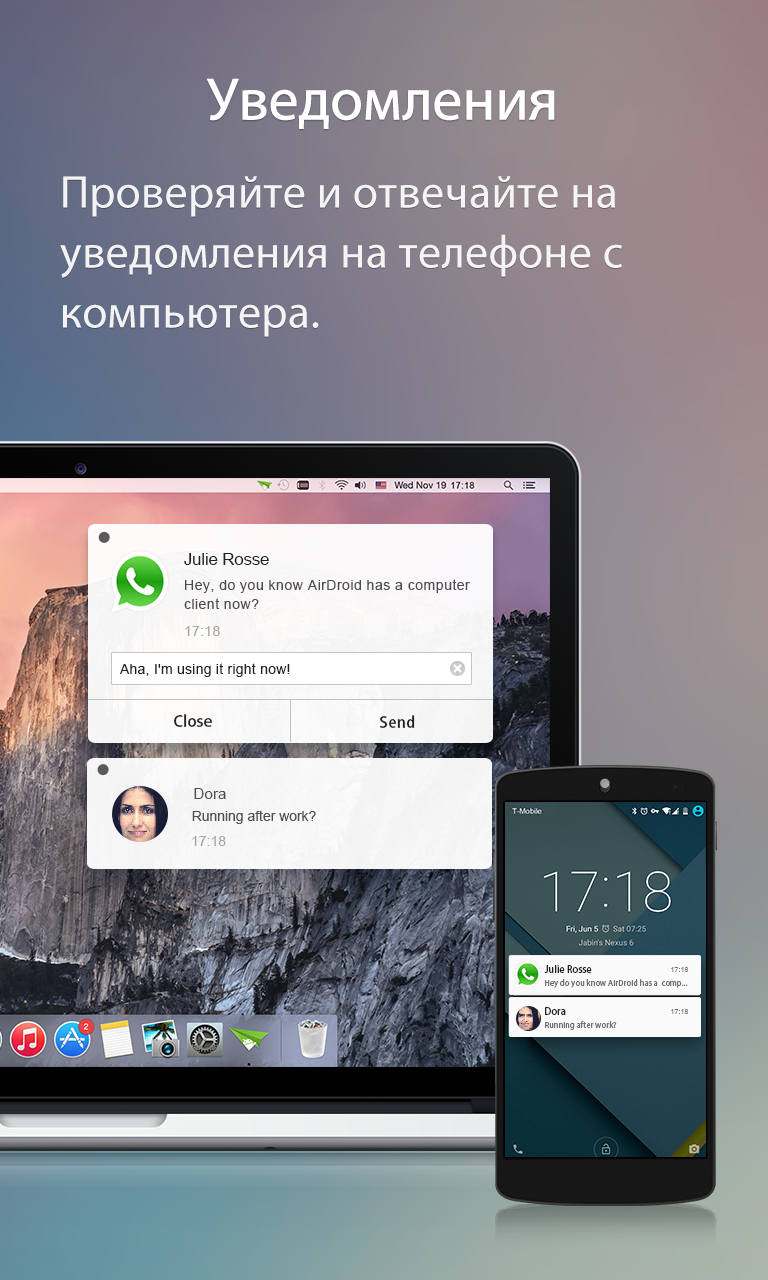 Уведомления
Проверяйте и отвечайте на
уведомления на телефоне с
компьютера.
Wed Nov 19 17:18
Julie Rosse
Hey, do you know AirDroid has a computer
client now?
17:18
Aha, I'm using it right now!
Close Send
Dora
Running after work?
17:18
2
T-Mobile
17:18
Fri, Jun 5 Sat 07:25
Jabin's Nexus 6
Julie Rosse 17:18
Hey do you know AirDroid has a comp...
Dora 17:18
Running after work?